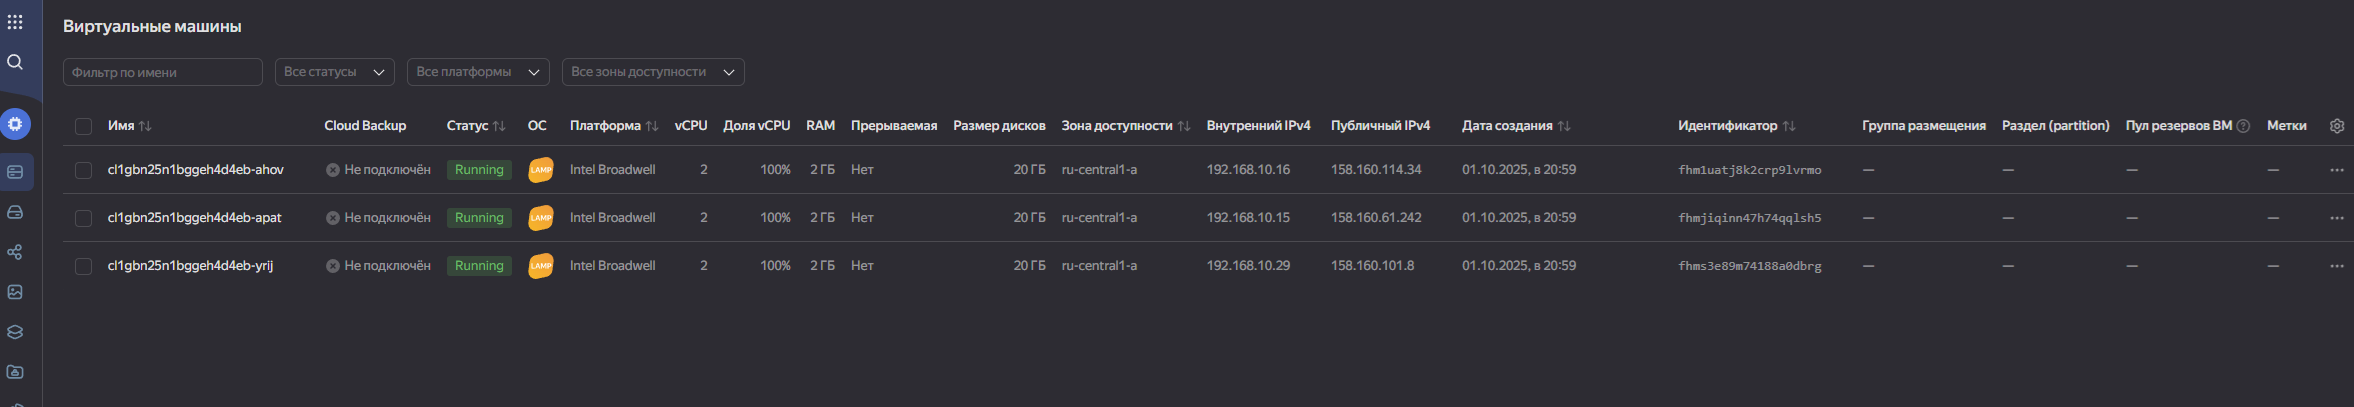 Виртуальные машины
Фильтр по имени Все статусы Все платформы Все зоны доступности
Имя Cloud Backup Статус ОС Платформа vCPU Доля vCPU RAM Прерываемая Размер дисков Зона доступности Внутренний IPv4 Публичный IPv4 Дата создания Идентификатор Группа размещения Раздел (partition) Пул резервов ВМ Метки
cl1gbn25n1bggeh4d4eb-ahov Не подключён Running LAMP Intel Broadwell 2 100% 2 ГБ Нет 20 ГБ ru-central1-a 192.168.10.16 158.160.114.34 01.10.2025, в 20:59 fhm1uatj8k2crp9lvrmo — — — —
cl1gbn25n1bggeh4d4eb-apat Не подключён Running LAMP Intel Broadwell 2 100% 2 ГБ Нет 20 ГБ ru-central1-a 192.168.10.15 158.160.61.242 01.10.2025, в 20:59 fhmjiqinn47h74qqlsh5 — — — —
cl1gbn25n1bggeh4d4eb-yrij Не подключён Running LAMP Intel Broadwell 2 100% 2 ГБ Нет 20 ГБ ru-central1-a 192.168.10.29 158.160.101.8 01.10.2025, в 20:59 fhms3e89m74188a0dbrg — — — —